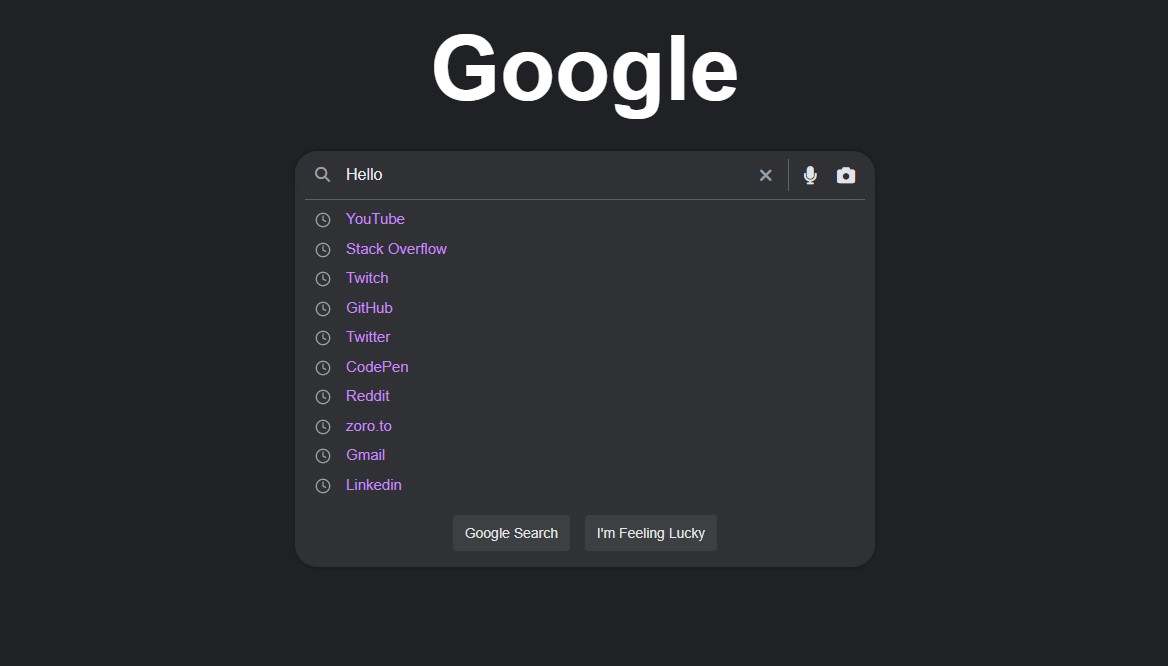 Google
Hello
YouTube
Stack Overflow
Twitch
GitHub
Twitter
CodePen
Reddit
zoro.to
Gmail
Linkedin
Google Search
I'm Feeling Lucky